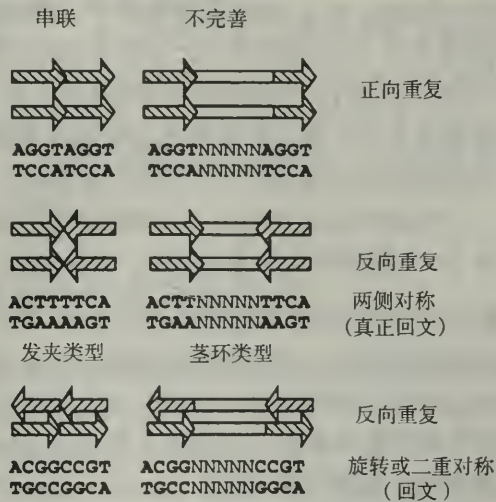 串联 不完善
正向重复
AGGTAGGT AGGTNNNNNAGGT
TCCATCCA TCCANNNNNTCCA
反向重复
ACTTTTCA ACTTNNNNNTTCA 两侧对称
TGAAAAGT TGAANNNNNAAGT (真正回文)
发夹类型 茎环类型
反向重复
ACGGCCGT ACGGNNNNNCCGT 旋转或二重对称
TGCCGGCA TGCCNNNNNGGCA (回文)